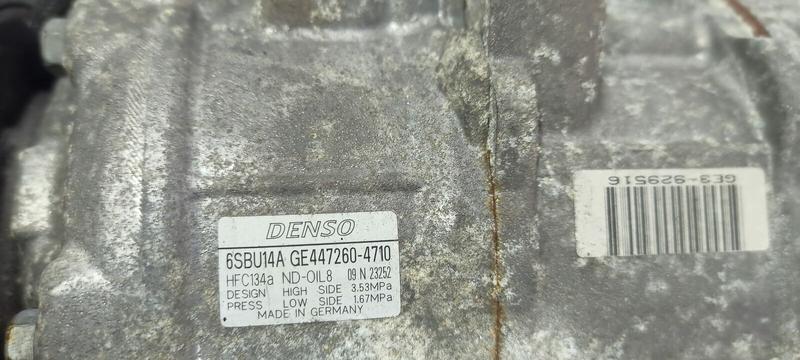 DENSO
6SBU14A GE447260-4710
HFC134a ND-OIL8 09 N 23252
DESIGN HIGH SIDE 3.53MPa
PRESS LOW SIDE 1.67MPa
MADE IN GERMANY
GE3-929516